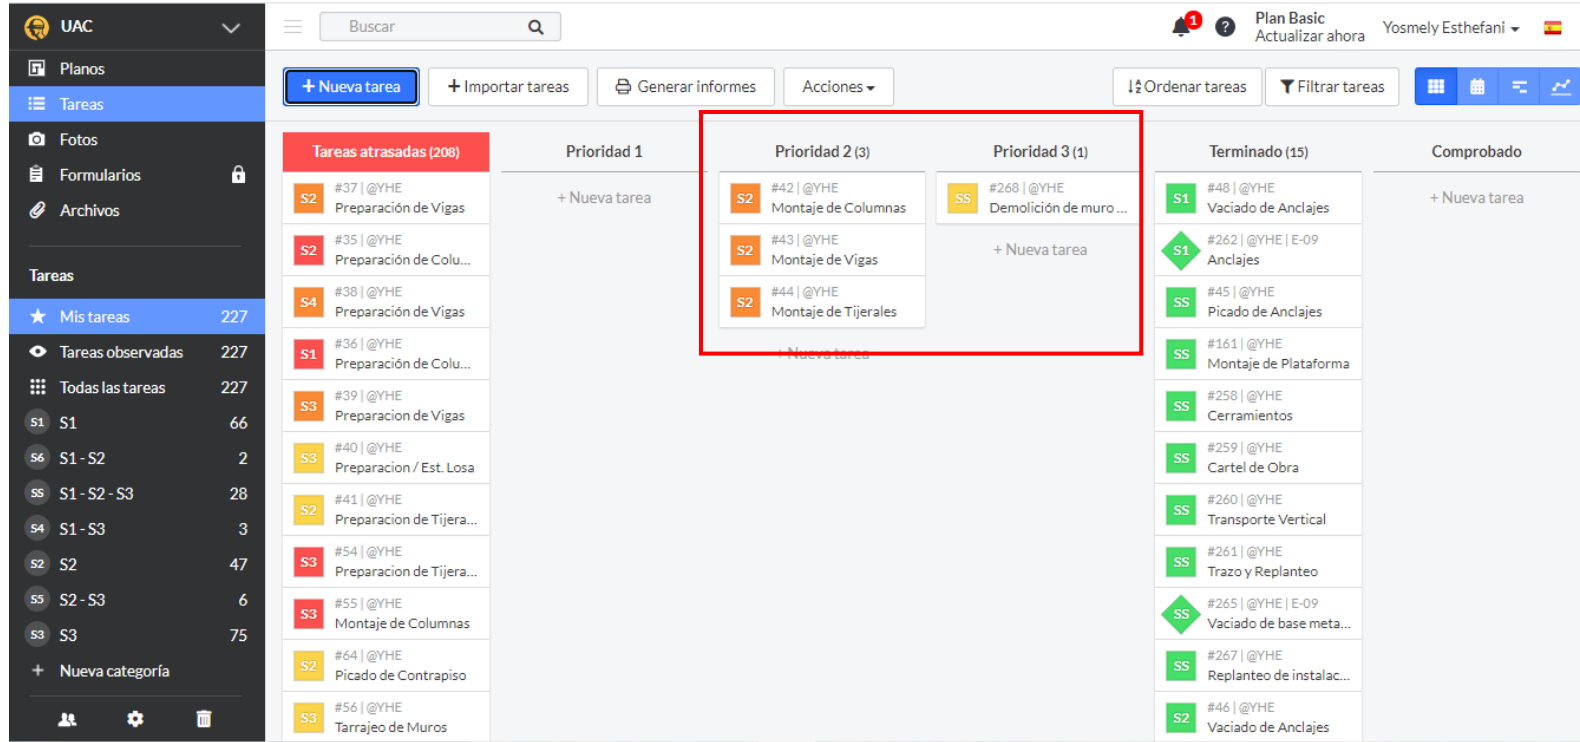 UAC
Buscar
1
?
Plan Basic
Actualizar ahora
Yosmely Esthefani
Planos
Tareas
Fotos
Formularios
Archivos
Tareas
Mis tareas 227
Tareas observadas 227
Todas las tareas 227
S1 S1 66
S6 S1 - S2 2
SS S1 - S2 - S3 28
S4 S1 - S3 3
S2 S2 47
S5 S2 - S3 6
S3 S3 75
+ Nueva categoría
+ Nueva tarea
+ Importar tareas
Generar informes
Acciones
Ordenar tareas
Filtrar tareas
Tareas atrasadas (208)
S2 #37 | @YHE
Preparación de Vigas
S2 #35 | @YHE
Preparación de Colu...
S4 #38 | @YHE
Preparación de Vigas
S1 #36 | @YHE
Preparación de Colu...
S3 #39 | @YHE
Preparacion de Vigas
S3 #40 | @YHE
Preparacion / Est. Losa
S2 #41 | @YHE
Preparacion de Tijera...
S3 #54 | @YHE
Preparacion de Tijera...
S3 #55 | @YHE
Montaje de Columnas
S2 #64 | @YHE
Picado de Contrapiso
S3 #56 | @YHE
Tarrajeo de Muros
Prioridad 1
+ Nueva tarea
Prioridad 2 (3)
S2 #42 | @YHE
Montaje de Columnas
S2 #43 | @YHE
Montaje de Vigas
S2 #44 | @YHE
Montaje de Tijerales
+ Nueva tarea
Prioridad 3 (1)
SS #268 | @YHE
Demolición de muro ...
+ Nueva tarea
Terminado (15)
S1 #48 | @YHE
Vaciado de Anclajes
S1 #262 | @YHE | E-09
Anclajes
SS #45 | @YHE
Picado de Anclajes
SS #161 | @YHE
Montaje de Plataforma
SS #258 | @YHE
Cerramientos
SS #259 | @YHE
Cartel de Obra
SS #260 | @YHE
Transporte Vertical
SS #261 | @YHE
Trazo y Replanteo
SS #265 | @YHE | E-09
Vaciado de base meta...
SS #267 | @YHE
Replanteo de instalac...
S2 #46 | @YHE
Vaciado de Anclajes
Comprobado
+ Nueva tarea